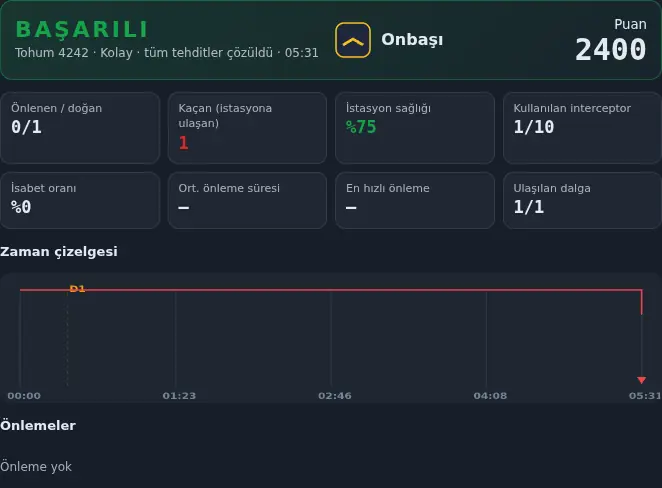 BAŞARILI
Tohum 4242 · Kolay · tüm tehditler çözüldü · 05:31
Onbaşı
Puan
2400
Önlenen / doğan
0/1
Kaçan (istasyona
ulaşan)
1
İstasyon sağlığı
%75
Kullanılan interceptor
1/10
İsabet oranı
%0
Ort. önleme süresi
—
En hızlı önleme
—
Ulaşılan dalga
1/1
Zaman çizelgesi
D1
00:00 01:23 02:46 04:08 05:31
Önlemeler
Önleme yok